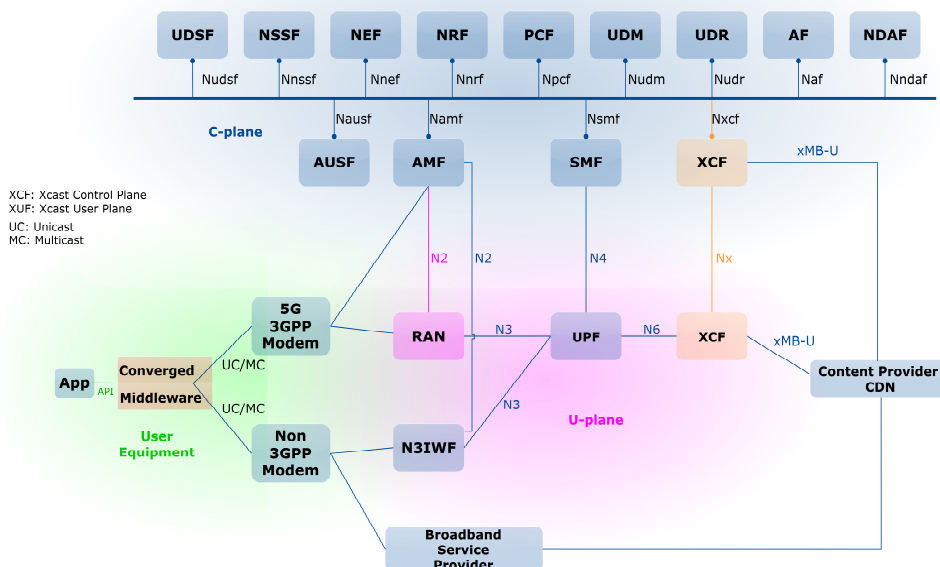 UDSF
NSSF
NEF
NRF
PCF
UDM
UDR
AF
NDAF
Nudsf
Nnssf
Nnef
Nnrf
Npcf
Nudm
Nudr
Naf
Nndaf
C-plane
Nausf
Namf
Nsmf
Nxcf
AUSF
AMF
SMF
XCF
xMB-U
XCF: Xcast Control Plane
XUF: Xcast User Plane
UC: Unicast
MC: Multicast
N2
N2
N4
Nx
5G
3GPP
Modem
RAN
N3
UPF
N6
XCF
xMB-U
UC/MC
App
API
Converged
Middleware
Content Provider
CDN
UC/MC
N3
U-plane
User
Equipment
Non
3GPP
Modem
N3IWF
Broadband
Service
Provider